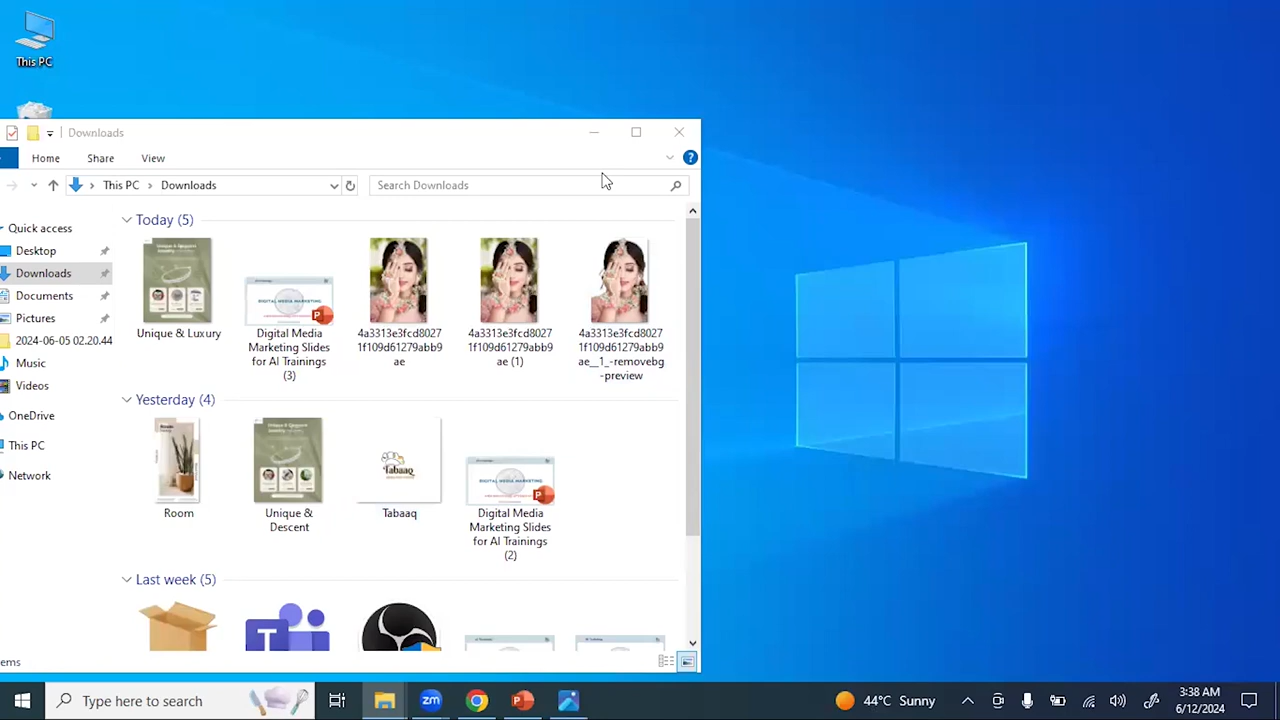 This PC
Downloads
Home
Share
View
This PC
Downloads
Search Downloads
Quick access
Desktop
Downloads
Documents
Pictures
2024-06-05 02.20.44
Music
Videos
OneDrive
This PC
Network
Today (5)
Unique & Luxury
Digital Media
Marketing Slides
for AI Trainings
(3)
4a3313e3fcd8027
1f109d61279abb9
ae
4a3313e3fcd8027
1f109d61279abb9
ae (1)
4a3313e3fcd8027
1f109d61279abb9
ae__1_-removebg
-preview
Yesterday (4)
Room
Unique &
Descent
Tabaaq
Tabaaq
DIGITAL MEDIA MARKETING
Digital Media
Marketing Slides
for AI Trainings
(2)
Last week (5)
ems
Type here to search
zm
44°C Sunny
3:38 AM
6/12/2024